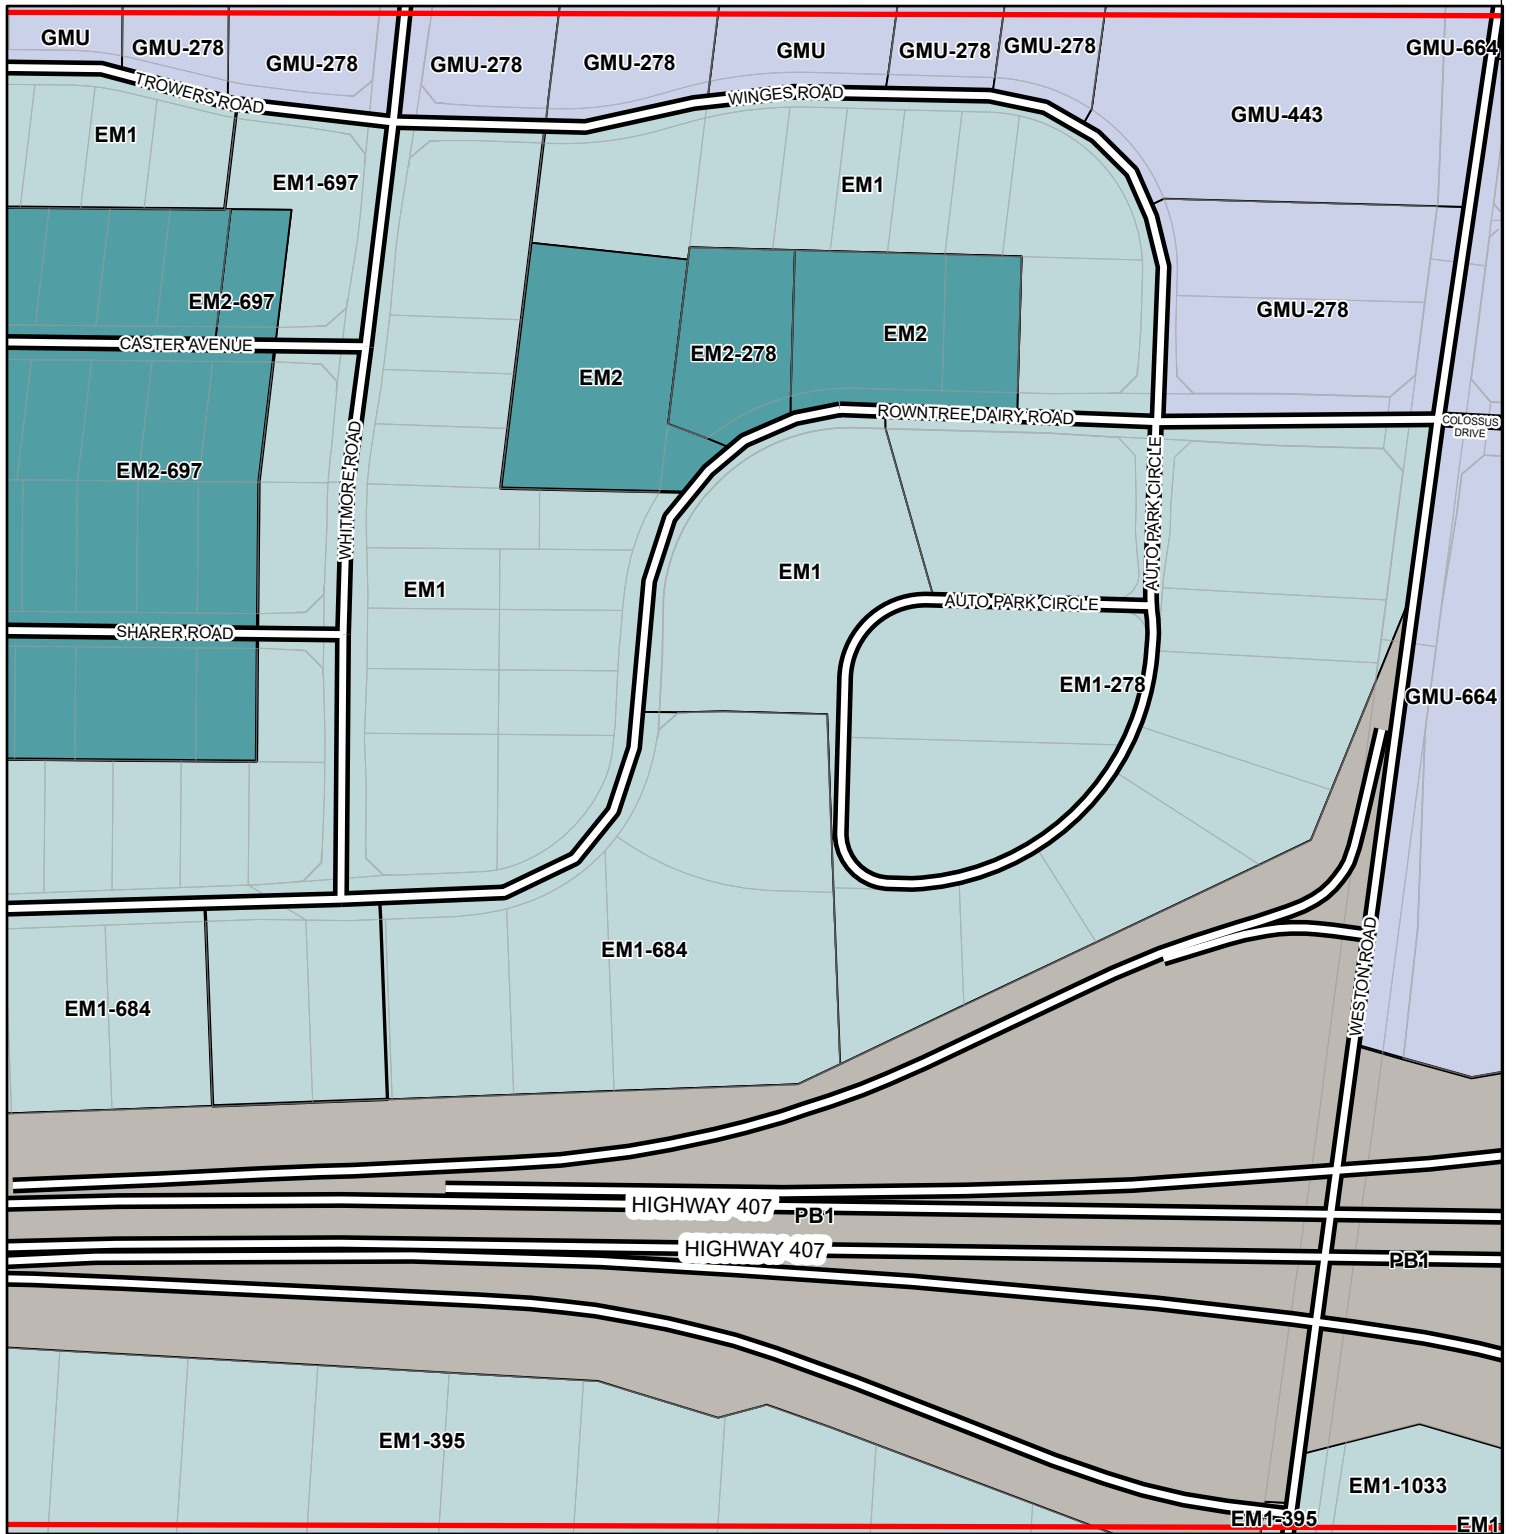 GMU
GMU-278
GMU-278
GMU-278
GMU-278
GMU
GMU-278
GMU-278
GMU-664
TROWERS ROAD
WINGES ROAD
GMU-443
EM1
EM1-697
EM1
EM2-697
GMU-278
CASTER AVENUE
EM2
EM2-278
EM2
ROWNTREE DAIRY ROAD
COLOSSUS
DRIVE
EM2-697
WHITMORE ROAD
AUTO PARK CIRCLE
EM1
EM1
AUTO PARK CIRCLE
SHARER ROAD
EM1-278
GMU-664
EM1-684
WESTON ROAD
EM1-684
HIGHWAY 407
PB1
HIGHWAY 407
PB1
EM1-395
EM1-1033
EM1-395
EM1